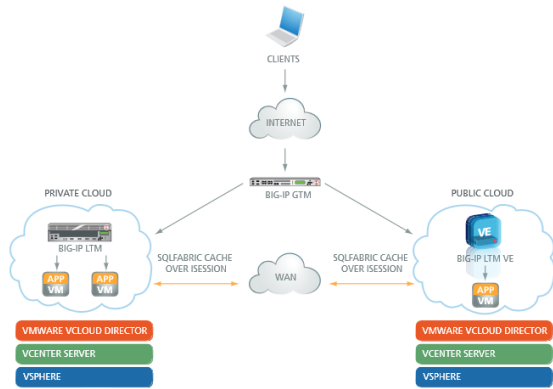 CLIENTS
INTERNET
BIG-IP GTM
PRIVATE CLOUD
PUBLIC CLOUD
BIG-IP LTM
VE
BIG-IP LTM VE
SQLFABRIC CACHE
OVER ISESSION
WAN
SQLFABRIC CACHE
OVER ISESSION
APP
VM
APP
VM
APP
VM
VMWARE VCLOUD DIRECTOR
VCENTER SERVER
VSPHERE
VMWARE VCLOUD DIRECTOR
VCENTER SERVER
VSPHERE